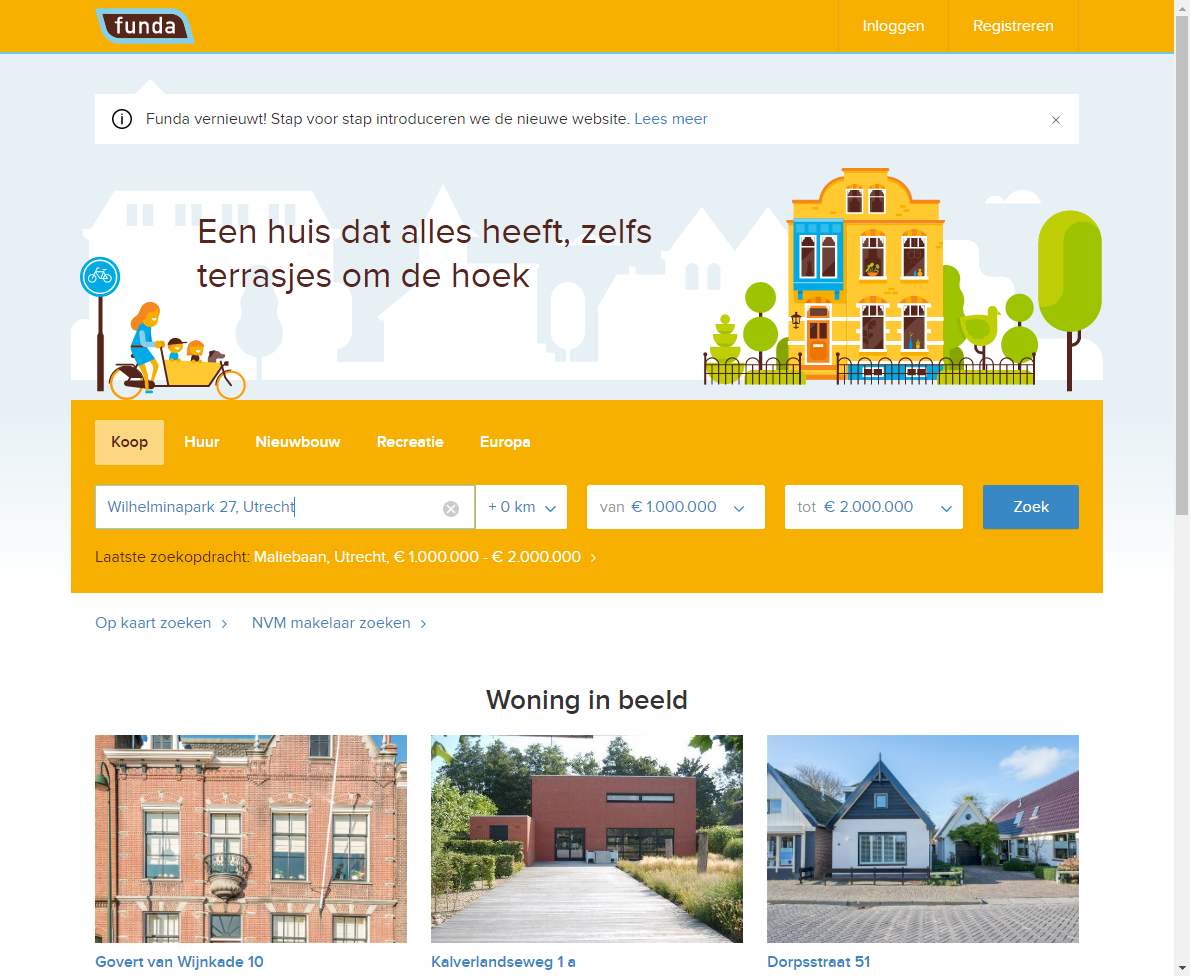 funda
Inloggen
Registreren
Funda vernieuwt! Stap voor stap introduceren we de nieuwe website. Lees meer
Een huis dat alles heeft, zelfs
terrasjes om de hoek
Koop
Huur
Nieuwbouw
Recreatie
Europa
Wilhelminapark 27, Utrecht
+ 0 km
van € 1.000.000
tot € 2.000.000
Zoek
Laatste zoekopdracht: Maliebaan, Utrecht, € 1.000.000 - € 2.000.000
Op kaart zoeken
NVM makelaar zoeken
Woning in beeld
Govert van Wijnkade 10
Kalverlandseweg 1 a
Dorpsstraat 51